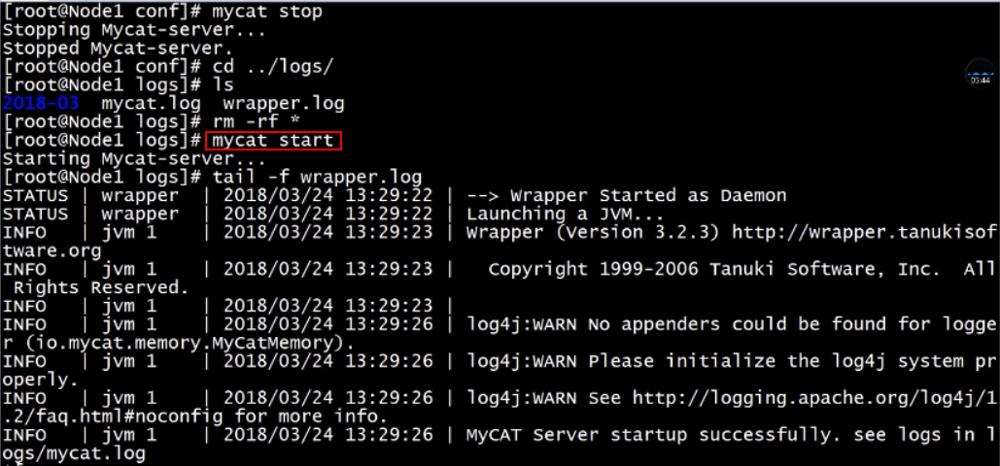 [root@Node1 conf]# mycat stop
Stopping Mycat-server...
Stopped Mycat-server.
[root@Node1 conf]# cd ../logs/
[root@Node1 logs]# ls
2018-03  mycat.log  wrapper.log
[root@Node1 logs]# rm -rf *
[root@Node1 logs]# mycat start
Starting Mycat-server...
[root@Node1 logs]# tail -f wrapper.log
STATUS | wrapper  | 2018/03/24 13:29:22 | --> Wrapper Started as Daemon
STATUS | wrapper  | 2018/03/24 13:29:22 | Launching a JVM...
INFO   | jvm 1    | 2018/03/24 13:29:23 | Wrapper (Version 3.2.3) http://wrapper.tanukisof
tware.org
INFO   | jvm 1    | 2018/03/24 13:29:23 |   Copyright 1999-2006 Tanuki Software, Inc.  All
 Rights Reserved.
INFO   | jvm 1    | 2018/03/24 13:29:23 |
INFO   | jvm 1    | 2018/03/24 13:29:26 | log4j:WARN No appenders could be found for logge
r (io.mycat.memory.MyCatMemory).
INFO   | jvm 1    | 2018/03/24 13:29:26 | log4j:WARN Please initialize the log4j system pr
operly.
INFO   | jvm 1    | 2018/03/24 13:29:26 | log4j:WARN See http://logging.apache.org/log4j/1
.2/faq.html#noconfig for more info.
INFO   | jvm 1    | 2018/03/24 13:29:26 | MyCAT Server startup successfully. see logs in l
ogs/mycat.log